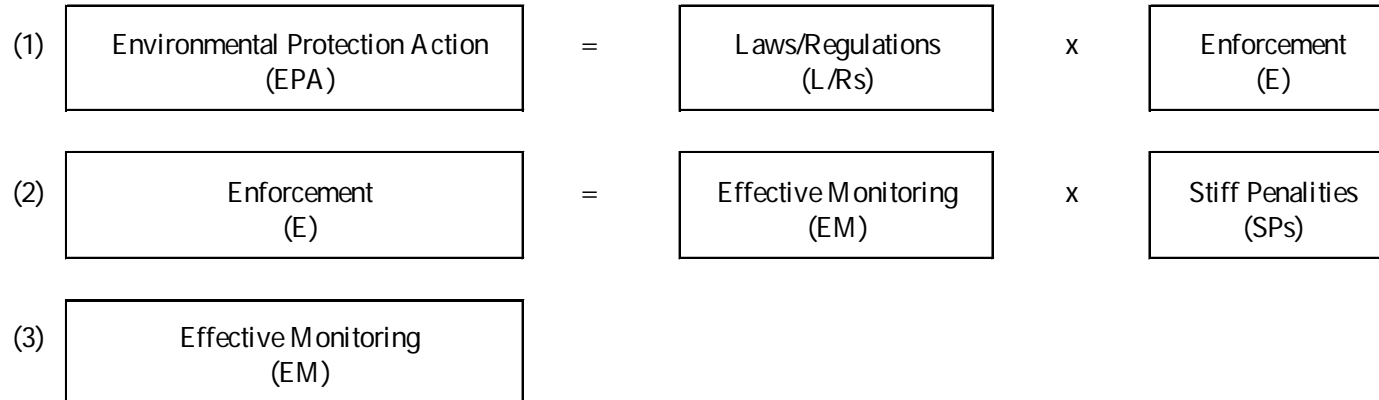 (1) Environmental Protection Action = Laws/Regulations x Enforcement
(EPA) (L/Rs) (E)
(2) Enforcement = Effective Monitoring x Stiff Penalities
(E) (EM) (SPs)
(3) Effective Monitoring
(EM)